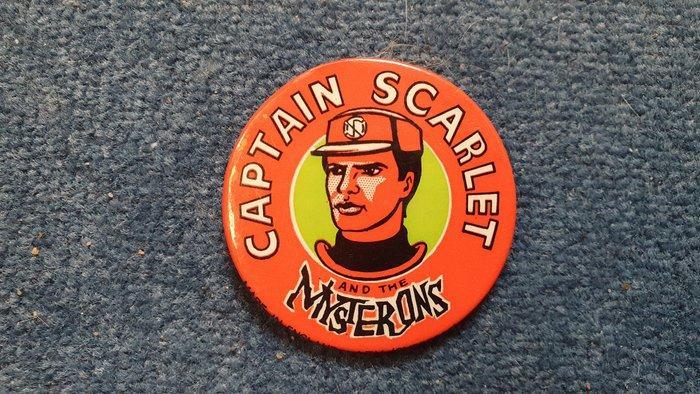 CAPTAIN SCARLET
AND THE
MYSTERONS